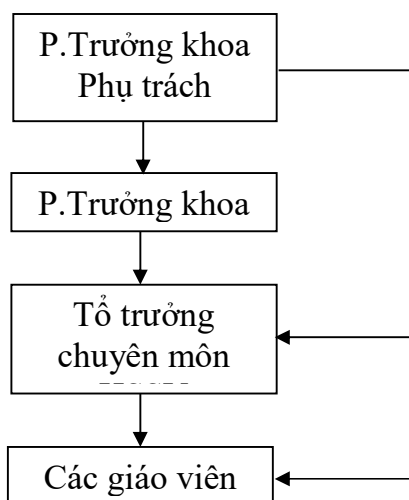 P.Trưởng khoa
Phụ trách
P.Trưởng khoa
Tổ trưởng
chuyên môn
Các giáo viên